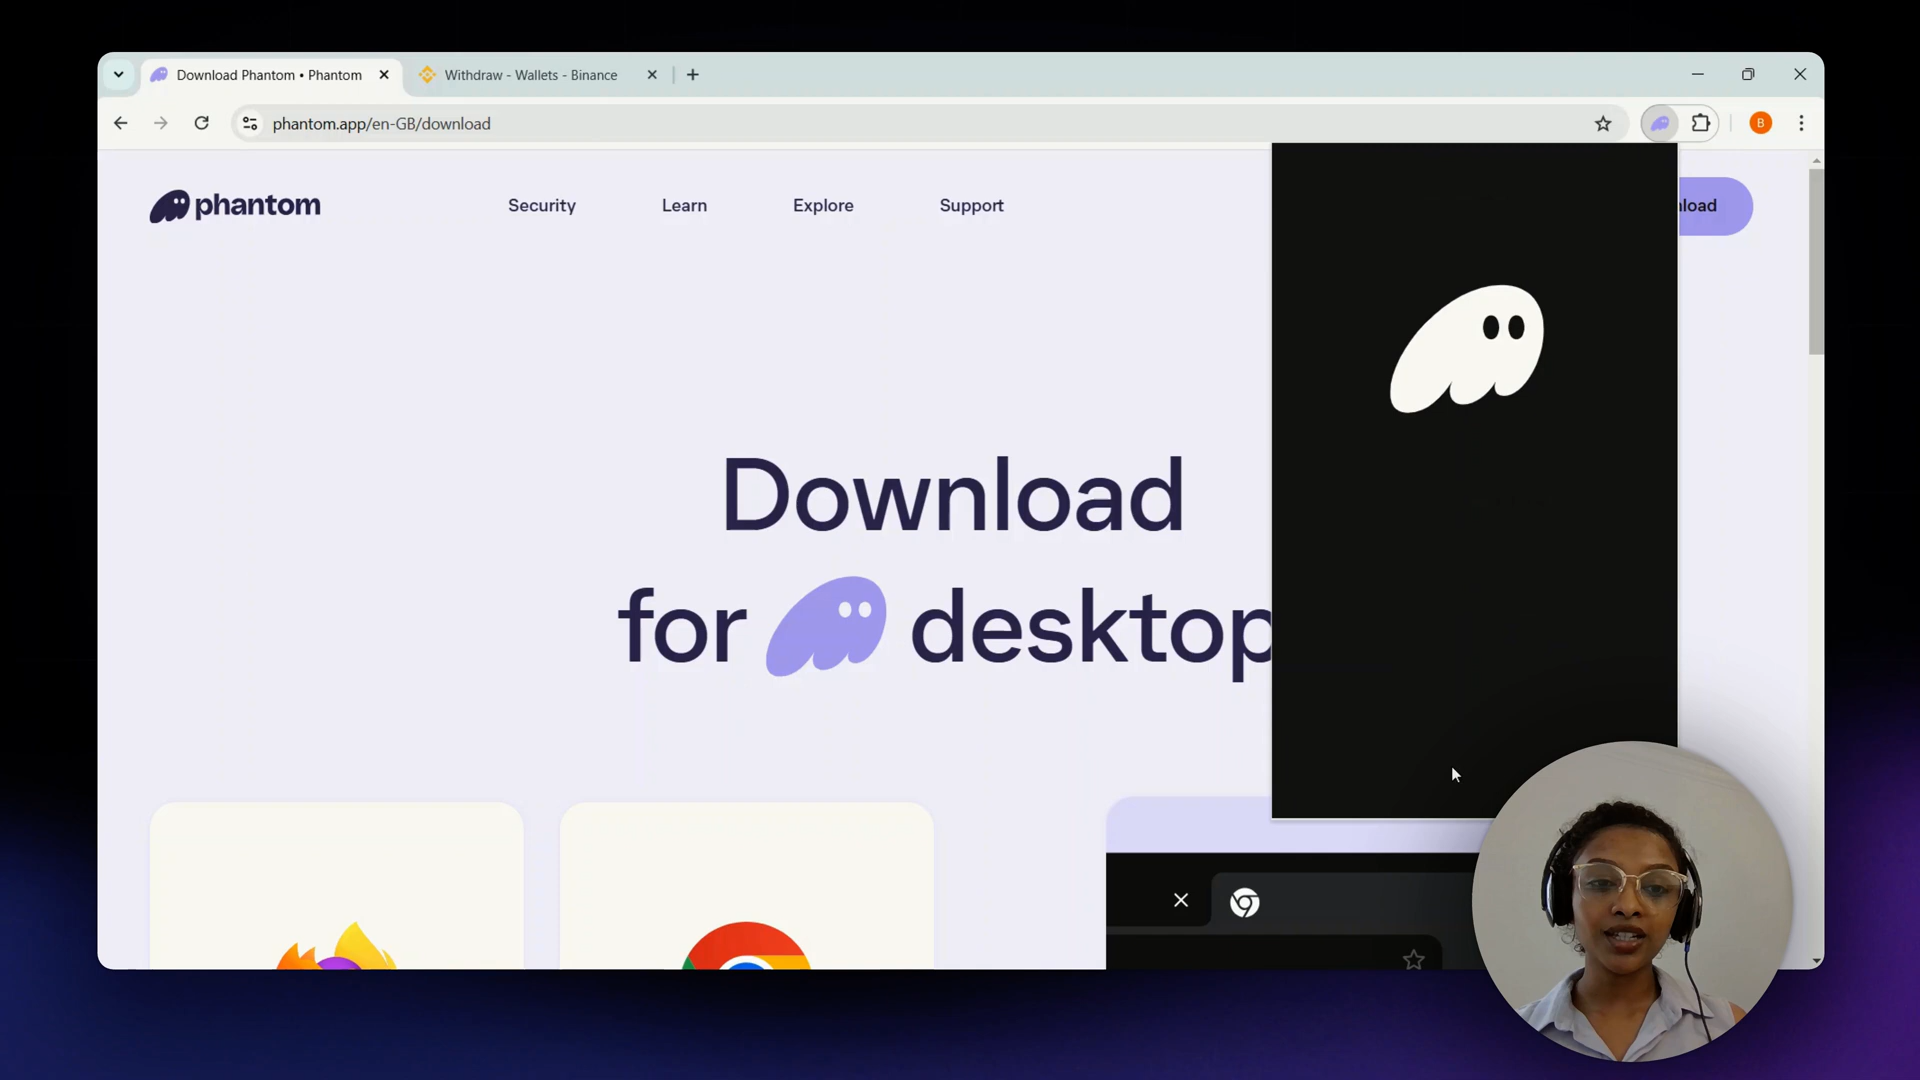 Download Phantom • Phantom
Withdraw - Wallets - Binance
phantom.app/en-GB/download
B
phantom
Security
Learn
Explore
Support
load
Download
for desktop